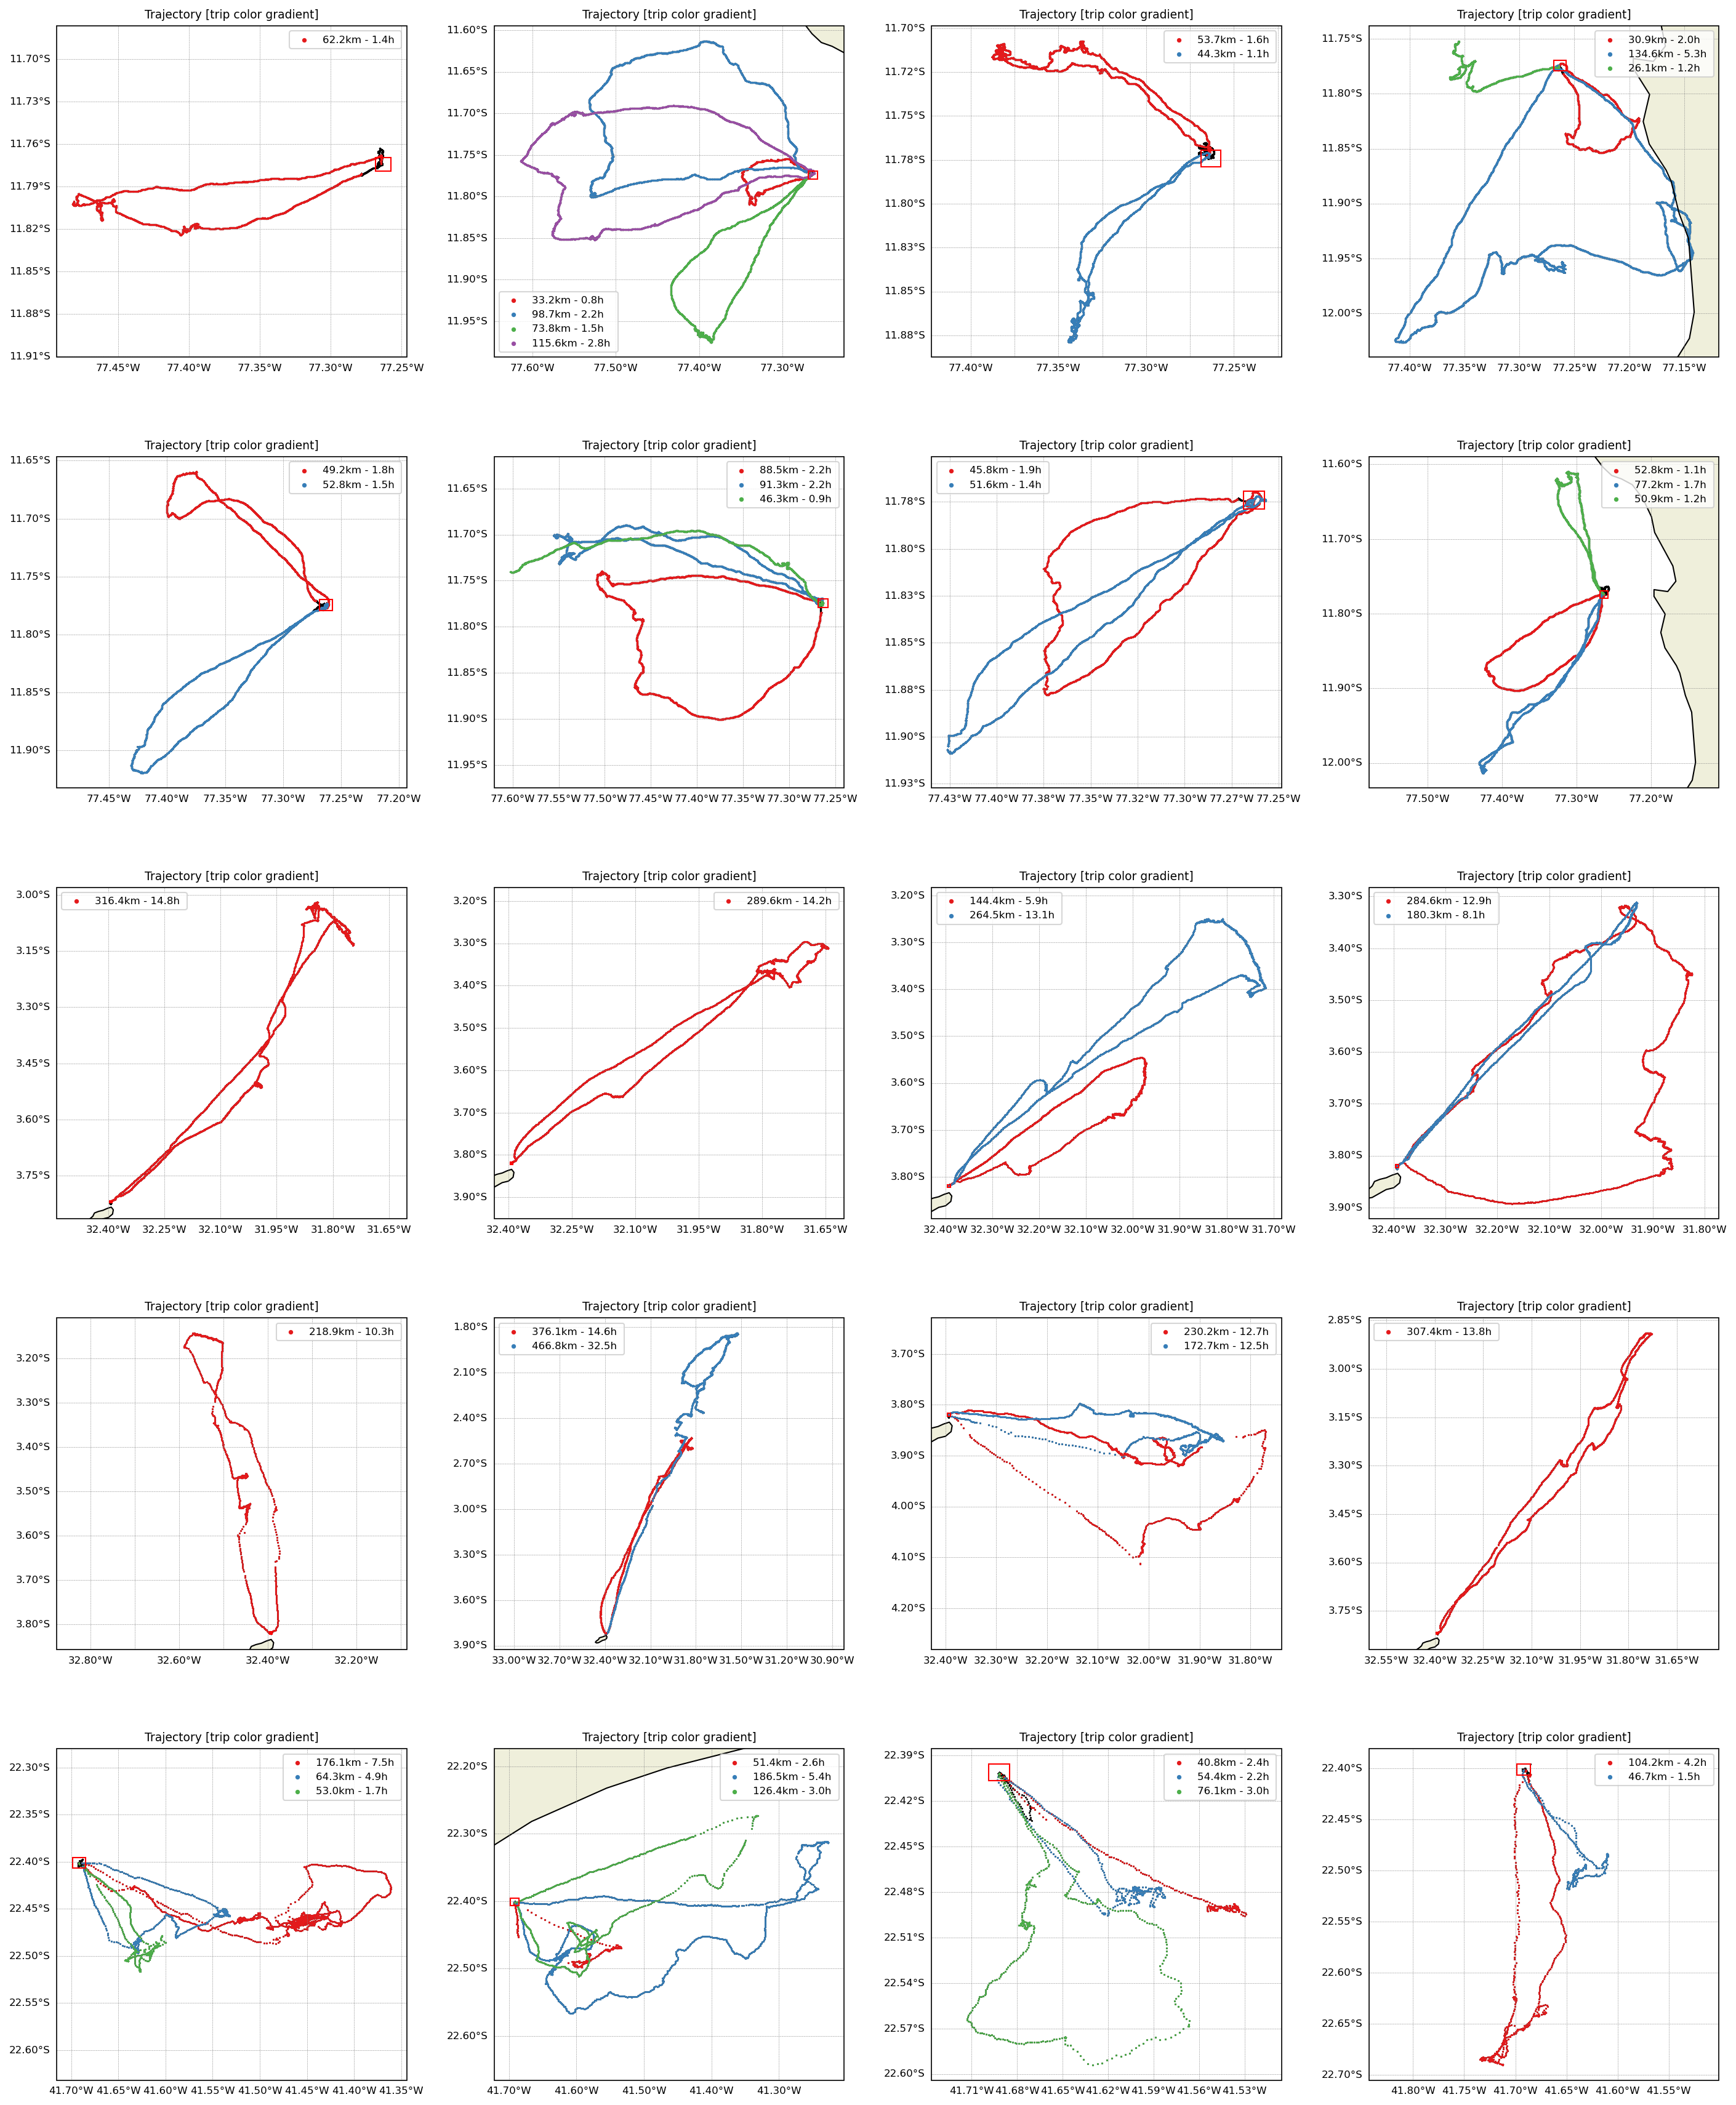 Trajectory [trip color gradient]
62.2km - 1.4h
11.70°S
11.73°S
11.76°S
11.79°S
11.82°S
11.85°S
11.88°S
11.91°S
77.45°W 77.40°W 77.35°W 77.30°W 77.25°W
Trajectory [trip color gradient]
11.60°S
11.65°S
11.70°S
11.75°S
11.80°S
11.85°S
11.90°S
11.95°S
33.2km - 0.8h
98.7km - 2.2h
73.8km - 1.5h
115.6km - 2.8h
77.60°W 77.50°W 77.40°W 77.30°W
Trajectory [trip color gradient]
53.7km - 1.6h
44.3km - 1.1h
11.70°S
11.72°S
11.75°S
11.78°S
11.80°S
11.83°S
11.85°S
11.88°S
77.40°W 77.35°W 77.30°W 77.25°W
Trajectory [trip color gradient]
30.9km - 2.0h
134.6km - 5.3h
26.1km - 1.2h
11.75°S
11.80°S
11.85°S
11.90°S
11.95°S
12.00°S
77.40°W 77.35°W 77.30°W 77.25°W 77.20°W 77.15°W
Trajectory [trip color gradient]
49.2km - 1.8h
52.8km - 1.5h
11.65°S
11.70°S
11.75°S
11.80°S
11.85°S
11.90°S
77.45°W 77.40°W 77.35°W 77.30°W 77.25°W 77.20°W
Trajectory [trip color gradient]
88.5km - 2.2h
91.3km - 2.2h
46.3km - 0.9h
11.65°S
11.70°S
11.75°S
11.80°S
11.85°S
11.90°S
11.95°S
77.60°W 77.55°W 77.50°W 77.45°W 77.40°W 77.35°W 77.30°W 77.25°W
Trajectory [trip color gradient]
45.8km - 1.9h
51.6km - 1.4h
11.78°S
11.80°S
11.83°S
11.85°S
11.88°S
11.90°S
11.93°S
77.43°W 77.40°W 77.38°W 77.35°W 77.32°W 77.30°W 77.27°W 77.25°W
Trajectory [trip color gradient]
52.8km - 1.1h
77.2km - 1.7h
50.9km - 1.2h
11.60°S
11.70°S
11.80°S
11.90°S
12.00°S
77.50°W 77.40°W 77.30°W 77.20°W
Trajectory [trip color gradient]
316.4km - 14.8h
3.00°S
3.15°S
3.30°S
3.45°S
3.60°S
3.75°S
32.40°W 32.25°W 32.10°W 31.95°W 31.80°W 31.65°W
Trajectory [trip color gradient]
289.6km - 14.2h
3.20°S
3.30°S
3.40°S
3.50°S
3.60°S
3.70°S
3.80°S
3.90°S
32.40°W 32.25°W 32.10°W 31.95°W 31.80°W 31.65°W
Trajectory [trip color gradient]
144.4km - 5.9h
264.5km - 13.1h
3.20°S
3.30°S
3.40°S
3.50°S
3.60°S
3.70°S
3.80°S
32.40°W 32.30°W 32.20°W 32.10°W 32.00°W 31.90°W 31.80°W 31.70°W
Trajectory [trip color gradient]
284.6km - 12.9h
180.3km - 8.1h
3.30°S
3.40°S
3.50°S
3.60°S
3.70°S
3.80°S
3.90°S
32.40°W 32.30°W 32.20°W 32.10°W 32.00°W 31.90°W 31.80°W
Trajectory [trip color gradient]
218.9km - 10.3h
3.20°S
3.30°S
3.40°S
3.50°S
3.60°S
3.70°S
3.80°S
32.80°W 32.60°W 32.40°W 32.20°W
Trajectory [trip color gradient]
376.1km - 14.6h
466.8km - 32.5h
1.80°S
2.10°S
2.40°S
2.70°S
3.00°S
3.30°S
3.60°S
3.90°S
33.00°W 32.70°W 32.40°W 32.10°W 31.80°W 31.50°W 31.20°W 30.90°W
Trajectory [trip color gradient]
230.2km - 12.7h
172.7km - 12.5h
3.70°S
3.80°S
3.90°S
4.00°S
4.10°S
4.20°S
32.40°W 32.30°W 32.20°W 32.10°W 32.00°W 31.90°W 31.80°W
Trajectory [trip color gradient]
307.4km - 13.8h
2.85°S
3.00°S
3.15°S
3.30°S
3.45°S
3.60°S
3.75°S
32.55°W 32.40°W 32.25°W 32.10°W 31.95°W 31.80°W 31.65°W
Trajectory [trip color gradient]
176.1km - 7.5h
64.3km - 4.9h
53.0km - 1.7h
22.30°S
22.35°S
22.40°S
22.45°S
22.50°S
22.55°S
22.60°S
41.70°W 41.65°W 41.60°W 41.55°W 41.50°W 41.45°W 41.40°W 41.35°W
Trajectory [trip color gradient]
51.4km - 2.6h
186.5km - 5.4h
126.4km - 3.0h
22.20°S
22.30°S
22.40°S
22.50°S
22.60°S
41.70°W 41.60°W 41.50°W 41.40°W 41.30°W
Trajectory [trip color gradient]
40.8km - 2.4h
54.4km - 2.2h
76.1km - 3.0h
22.39°S
22.42°S
22.45°S
22.48°S
22.51°S
22.54°S
22.57°S
22.60°S
41.71°W 41.68°W 41.65°W 41.62°W 41.59°W 41.56°W 41.53°W
Trajectory [trip color gradient]
104.2km - 4.2h
46.7km - 1.5h
22.40°S
22.45°S
22.50°S
22.55°S
22.60°S
22.65°S
22.70°S
41.80°W 41.75°W 41.70°W 41.65°W 41.60°W 41.55°W